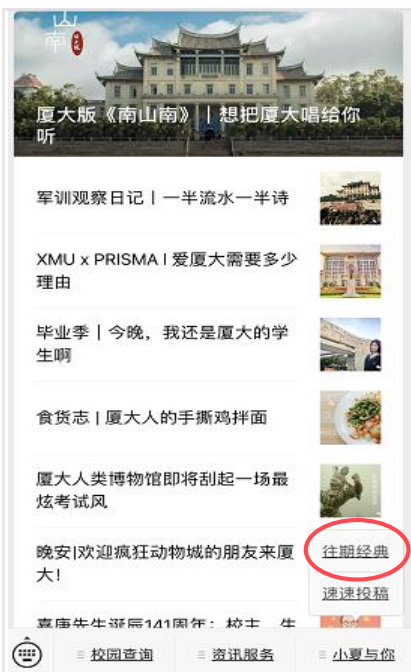 山
南
厦大版《南山南》｜想把厦大唱给你
听
军训观察日记丨一半流水一半诗
XMU x PRISMA I 爱厦大需要多少
理由
毕业季｜今晚，我还是厦大的学
生啊
食货志 | 厦大人的手撕鸡拌面
厦大人类博物馆即将刮起一场最
炫考试风
晚安|欢迎疯狂动物城的朋友来厦
大！
往期经典
速速投稿
嘉庚先生诞辰141周年：校主，生
校园查询
资讯服务
小夏与你